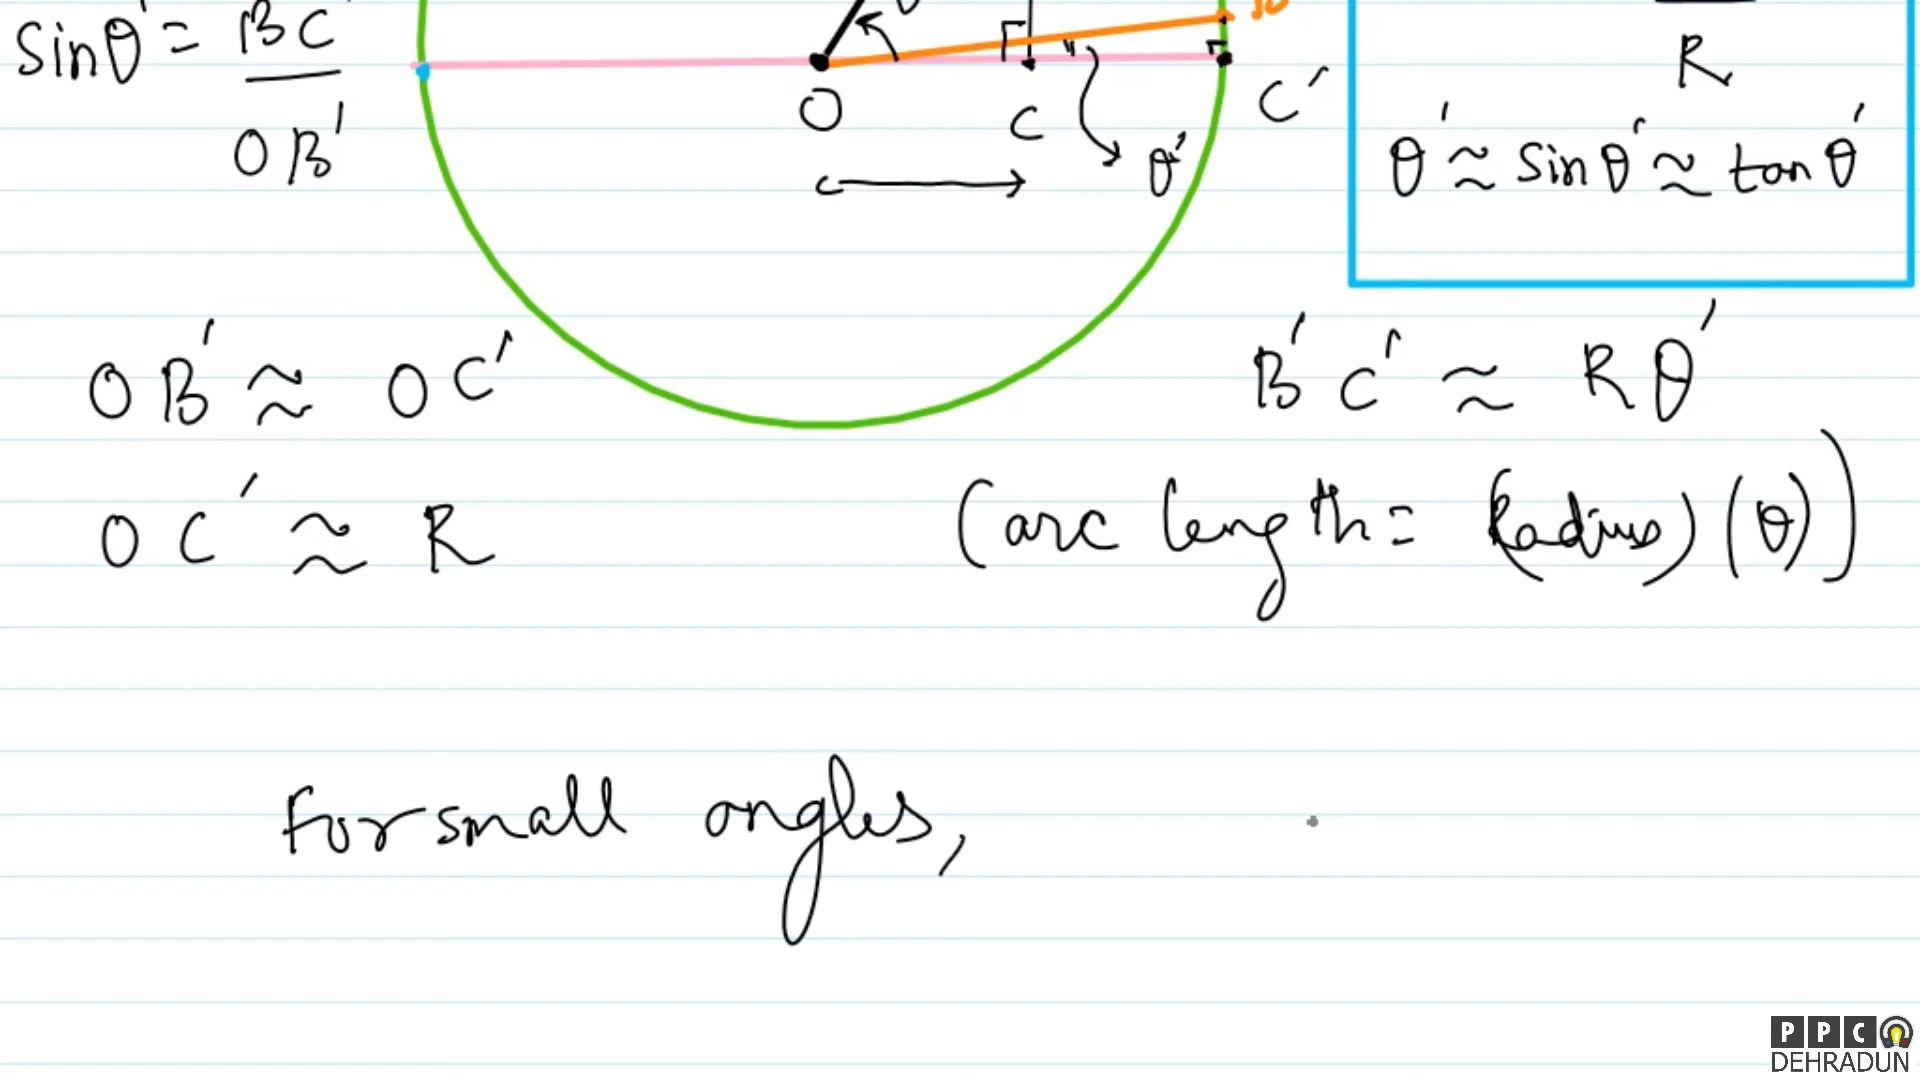 sinθ' = B'C'
OB'
O
C
C'
θ'
R
θ' ≈ sinθ' ≈ tanθ'
OB' ≈ OC'
B'C' ≈ Rθ'
OC' ≈ R
(arc length = (Radius)(θ))
For small angles,
PPC
DEHRADUN